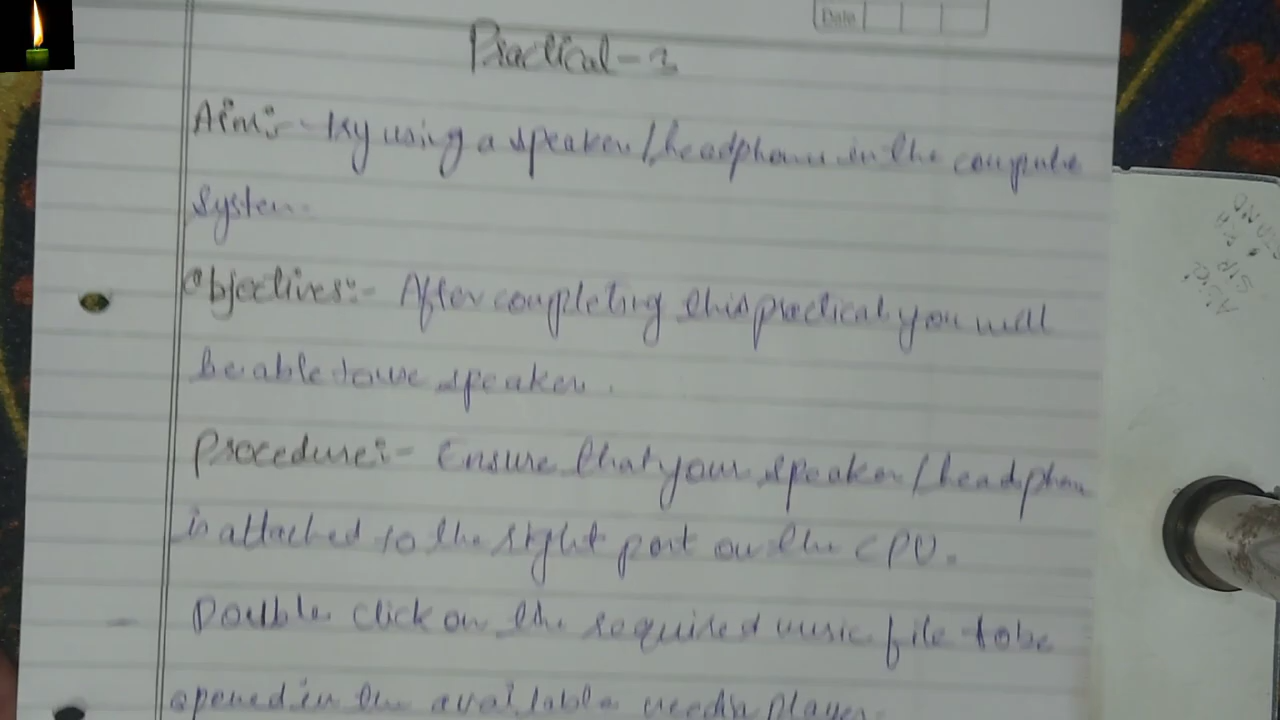 Date
Practical - 3
Aim:- try using a speaker/headphone in the computer
system.
Objectives:- After completing this practical you will
be able to use speaker.
Procedure:- Ensure that your speaker/headphone
is attached to the right port on the CPU.
Double click on the required music file to be
opened in the available media player.